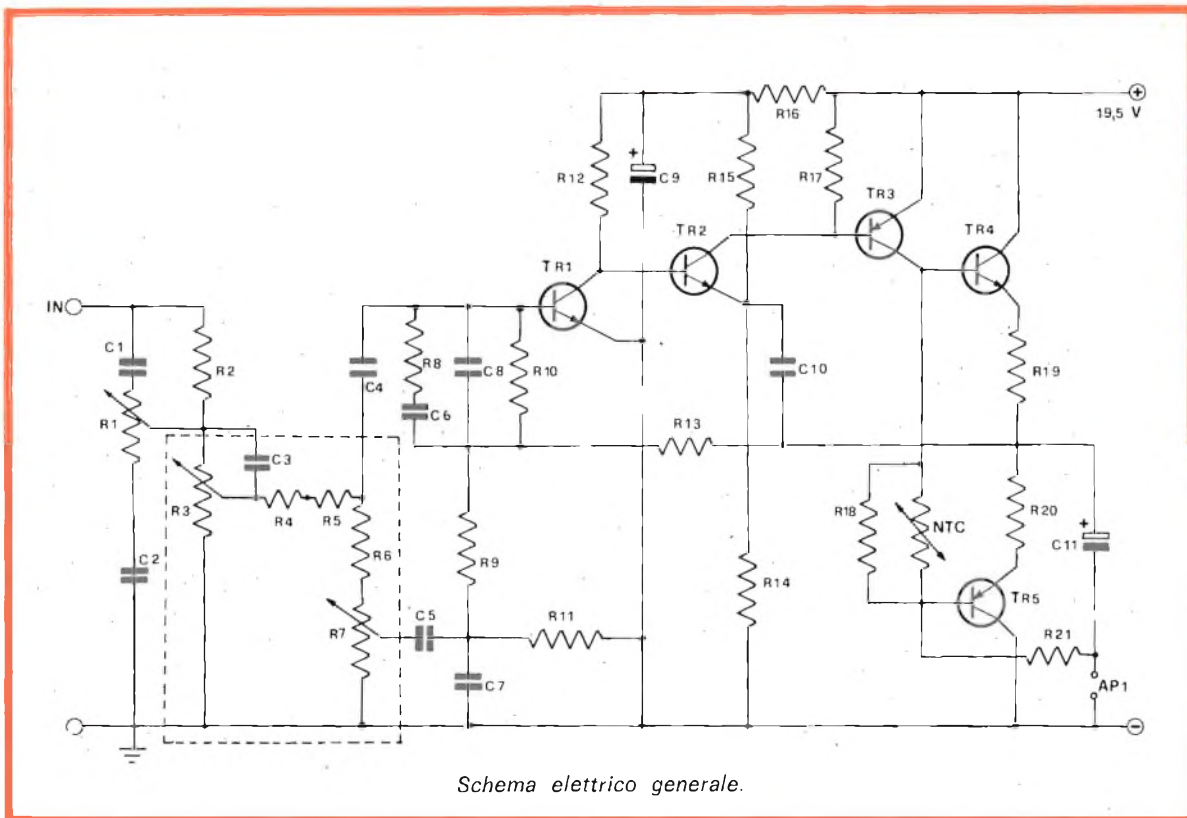 R16
+
19,5 V
R12
+
C9
R15
R17
TR3
TR1
TR2
TR4
IN
C1
R2
C4
R8
C8
R10
C10
R19
R1
C6
C3
R13
R3
R4
R5
R18
NTC
R20
+
C11
C2
R6
R9
R14
R7
C5
R11
TR5
R21
C7
AP1
-
Schema elettrico generale.